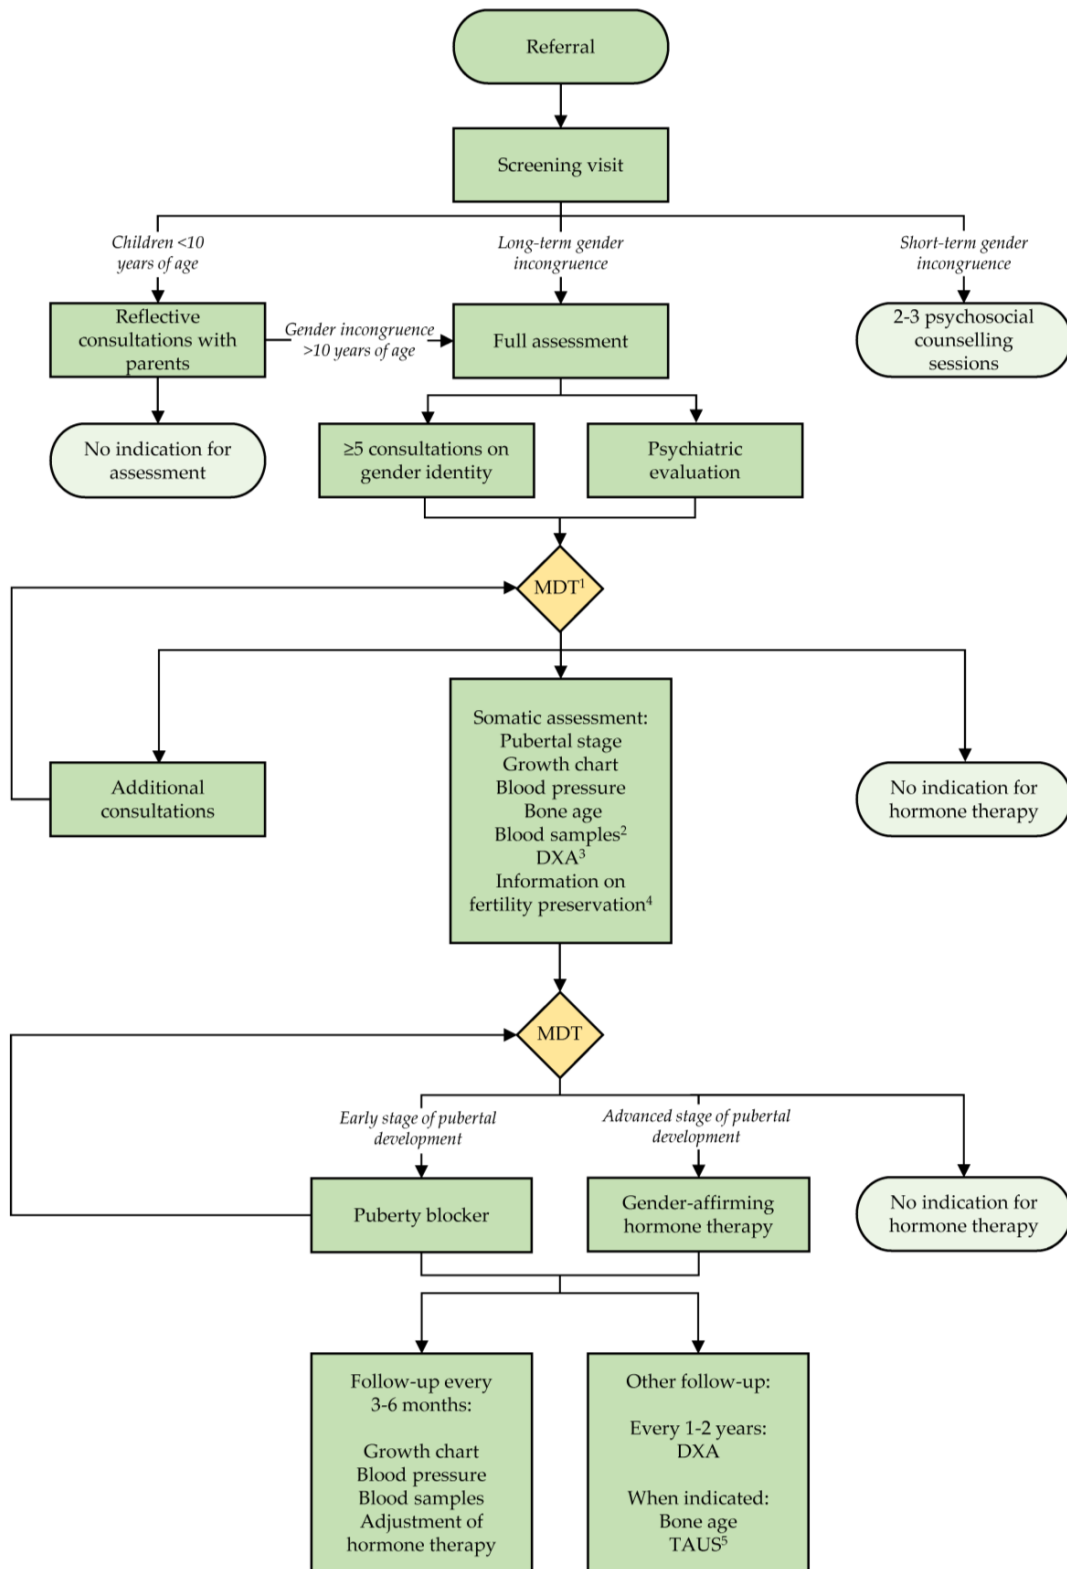 Referral
Screening visit
Children <10
years of age
Long-term gender
incongruence
Short-term gender
incongruence
Reflective
consultations with
parents
Gender incongruence
>10 years of age
Full assessment
2-3 psychosocial
counselling
sessions
No indication for
assessment
≥5 consultations on
gender identity
Psychiatric
evaluation
MDT¹
Additional
consultations
Somatic assessment:
Pubertal stage
Growth chart
Blood pressure
Bone age
Blood samples²
DXA³
Information on
fertility preservation⁴
No indication for
hormone therapy
MDT
Early stage of pubertal
development
Advanced stage of pubertal
development
Puberty blocker
Gender-affirming
hormone therapy
No indication for
hormone therapy
Follow-up every
3-6 months:
Growth chart
Blood pressure
Blood samples
Adjustment of
hormone therapy
Other follow-up:
Every 1-2 years:
DXA
When indicated:
Bone age
TAUS⁵